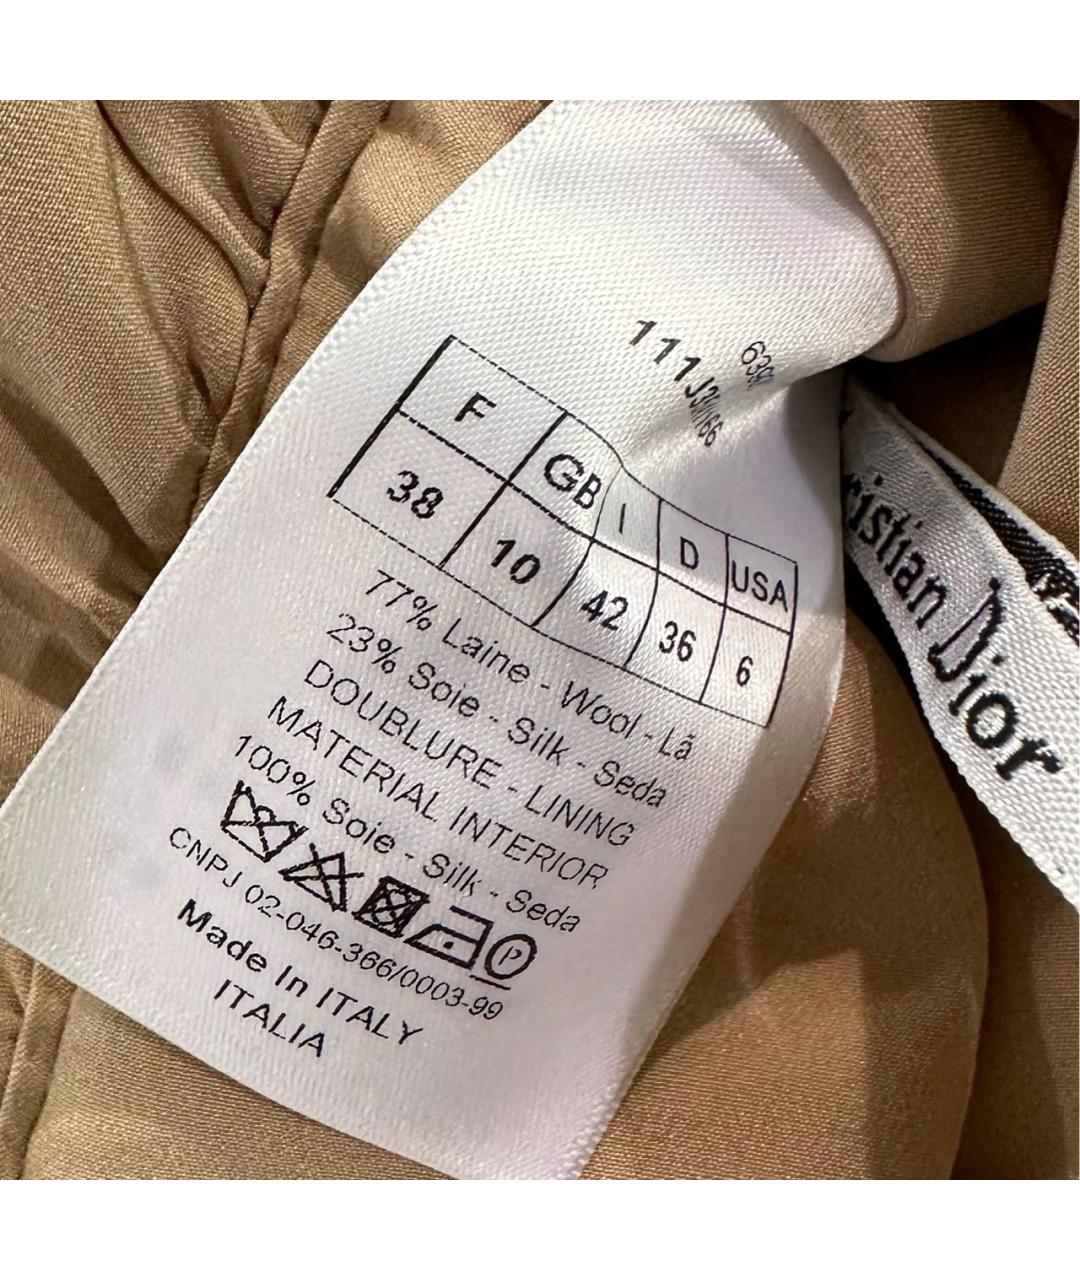 F GB I D USA
38 10 42 36 6
77% Laine - Wool - Lã
23% Soie - Silk - Seda
DOUBLURE - LINING
MATERIAL INTERIOR
100% Soie - Silk - Seda
P
CNPJ 02-046-366/0003-99
Made In ITALY
ITALIA
Dior